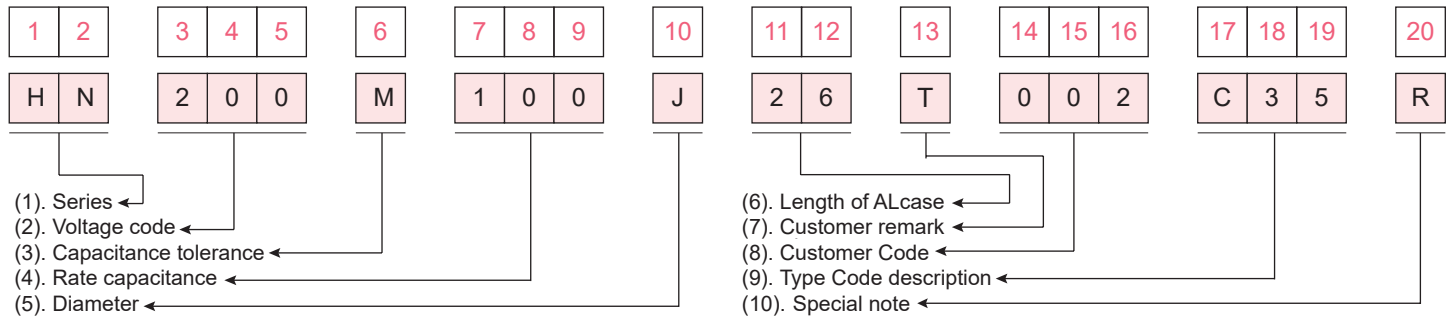 1 2 3 4 5 6 7 8 9 10 11 12 13 14 15 16 17 18 19 20
H N 2 0 0 M 1 0 0 J 2 6 T 0 0 2 C 3 5 R
(1). Series
(2). Voltage code
(3). Capacitance tolerance
(4). Rate capacitance
(5). Diameter
(6). Length of ALcase
(7). Customer remark
(8). Customer Code
(9). Type Code description
(10). Special note